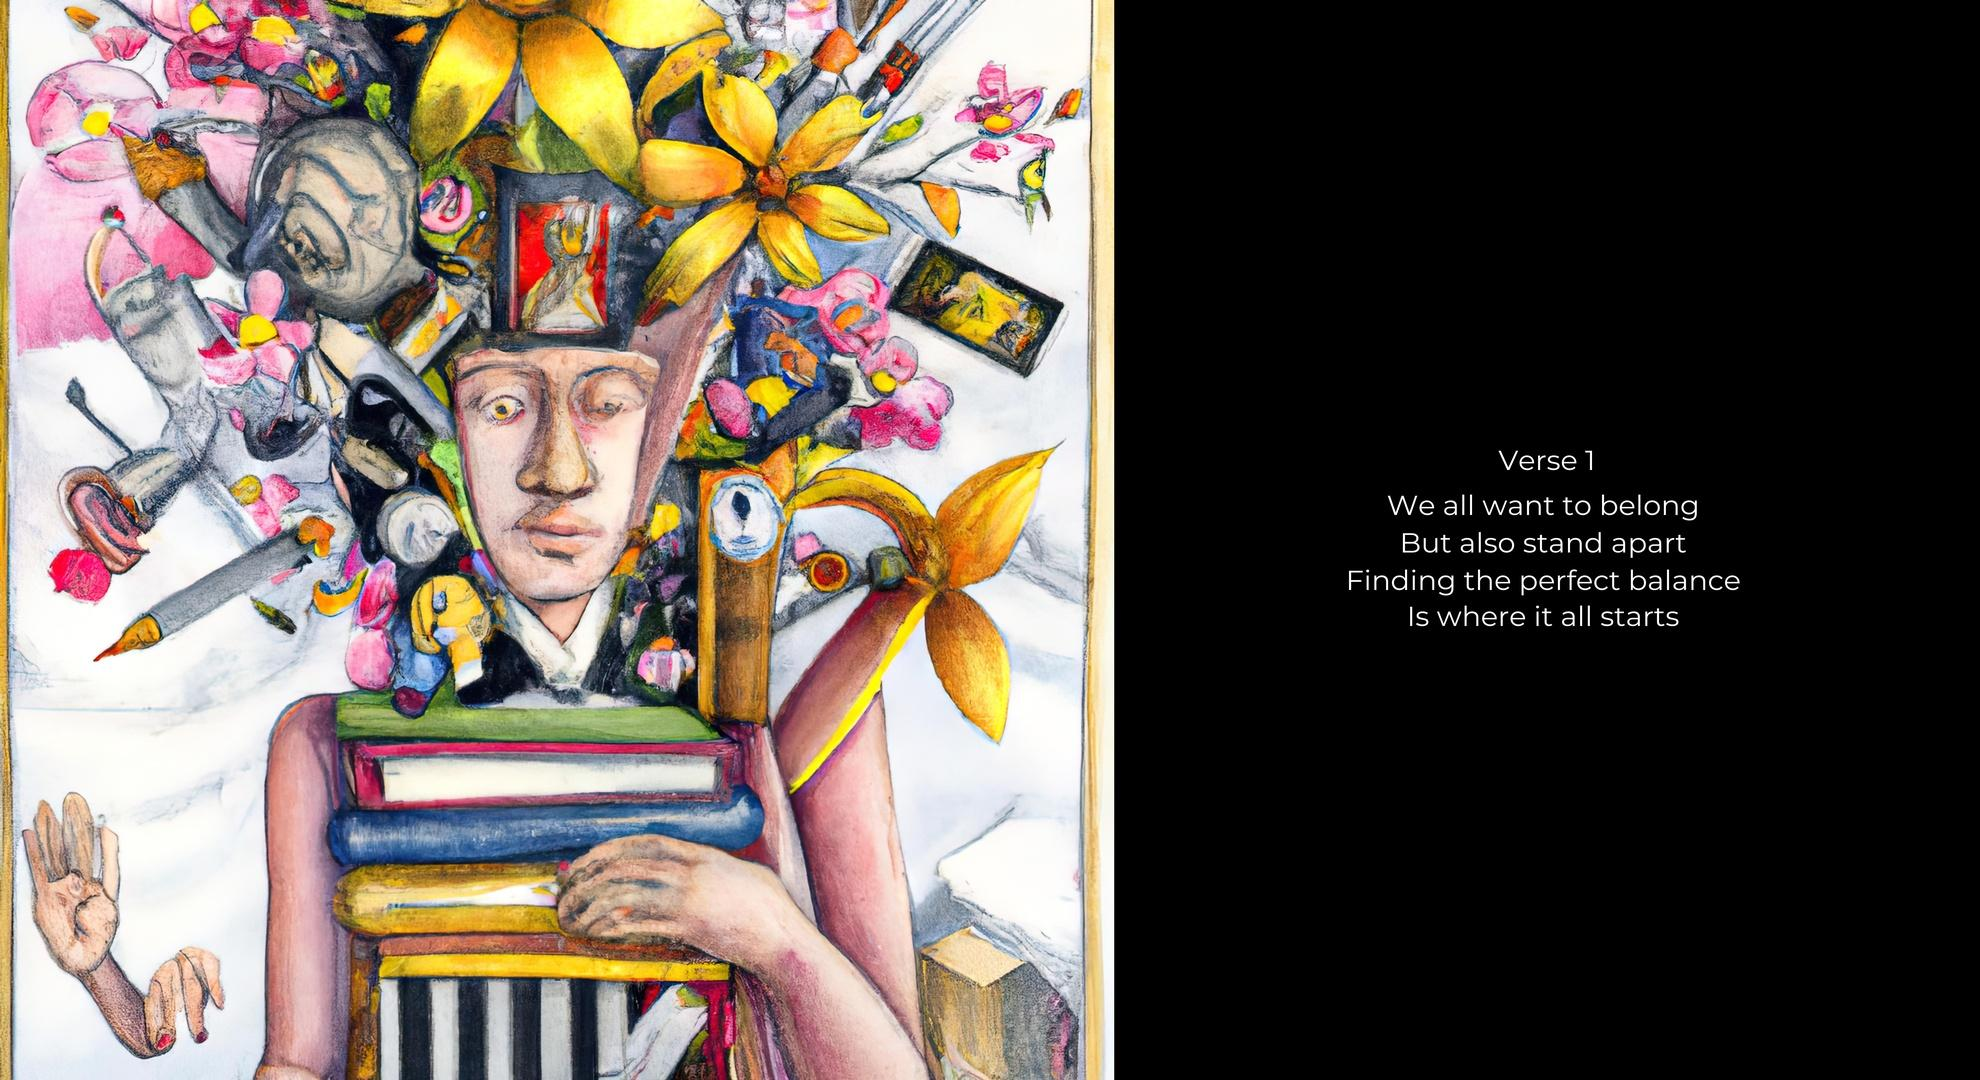 Verse 1
We all want to belong
But also stand apart
Finding the perfect balance
Is where it all starts